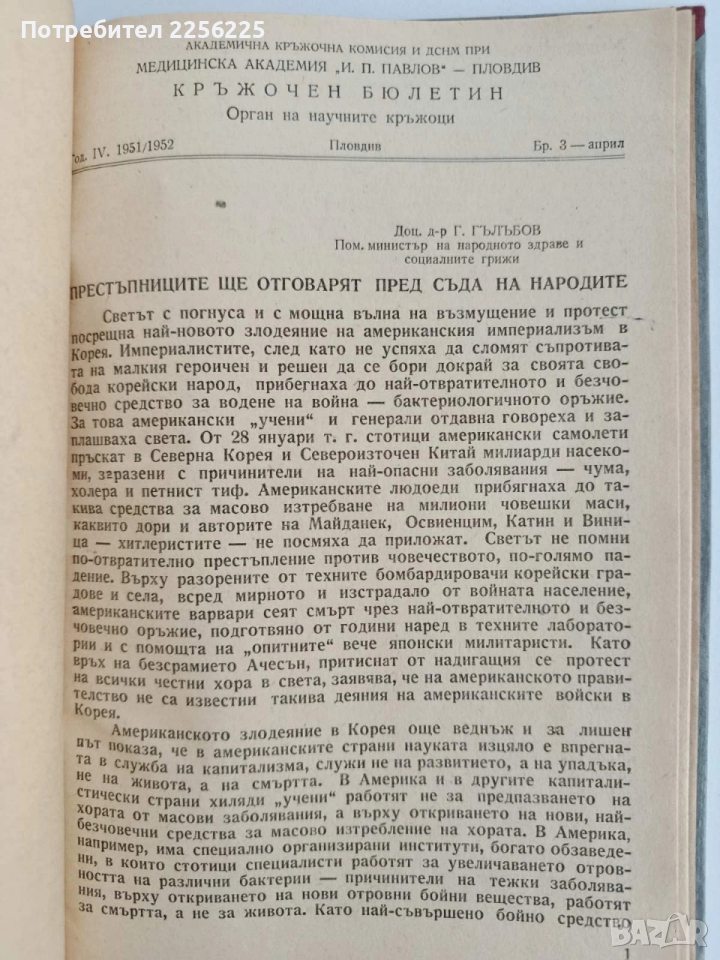 Потребител 2256225
АКАДЕМИЧНА КРЪЖОЧНА КОМИСИЯ И ДСНМ ПРИ
МЕДИЦИНСКА АКАДЕМИЯ „И. П. ПАВЛОВ“ — ПЛОВДИВ
КРЪЖОЧЕН БЮЛЕТИН
Орган на научните кръжоци
Год. IV. 1951/1952 Пловдив Бр. 3 — април
Доц. д-р Г. ГЪЛЪБОВ
Пом. министър на народното здраве и
социалните грижи
ПРЕСТЪПНИЦИТЕ ЩЕ ОТГОВАРЯТ ПРЕД СЪДА НА НАРОДИТЕ
Светът с погнуса и с мощна вълна на възмущение и протест
посрещна най-новото злодеяние на американския империализъм в
Корея. Империалистите, след като не успяха да сломят съпротива-
та на малкия героичен и решен да се бори докрай за своята сво-
бода корейски народ, прибегнаха до най-отвратителното и безчо-
вечно средство за водене на война — бактериологичното оръжие.
За това американски „учени“ и генерали отдавна говореха и за-
плашваха света. От 28 януари т. г. стотици американски самолети
пръскат в Северна Корея и Североизточен Китай милиарди насеко-
ми, заразени с причинители на най-опасни заболявания — чума,
холера и петнист тиф. Американските людоеди прибягнаха до та-
кива средства за масово изтребване на милиони човешки маси,
каквито дори и авторите на Майданек, Освиенцим, Катин и Вини-
ца — хитлеристите — не посмяха да приложат. Светът не помни
по-отвратително престъпление против човечеството, по-голямо па-
дение. Върху разорените от техните бомбардировачи корейски гра-
дове и села, всред мирното и изстрадало от войната население,
американските варвари сеят смърт чрез най-отвратителното и без-
човечно оръжие, подготвяно от години наред в техните лаборато-
рии и с помощта на „опитните“ вече японски милитаристи. Като
връх на безсрамието Ачесън, притиснат от надигащия се протест
на всички честни хора в света, заявява, че на американското прави-
телство не са известии такива деяния на американските войски в
Корея.
Американското злодеяние в Корея още веднъж и за лишен
път показа, че в американските страни науката изцяло е впрегна-
та в служба на капитализма, служи не на развитието, а на упадъка,
не на живота, а на смъртта. В Америка и в другите капитали-
стически страни хиляди „учени“ работят не за предпазването на
хората от масови заболявания, а върху откриването на нови, най-
безчовечни средства за масово изтребление на хората. В Америка,
например, има специално организирани институти, богато обзаведе-
ни, в които стотици специалисти работят за увеличаването отров-
ността на различни бактерии — причинители на тежки заболява-
ния, върху откриването на нови отровни бойни вещества, работят
за смъртта, а не за живота. Като най-съвършено бойно средство
1
BAZAR